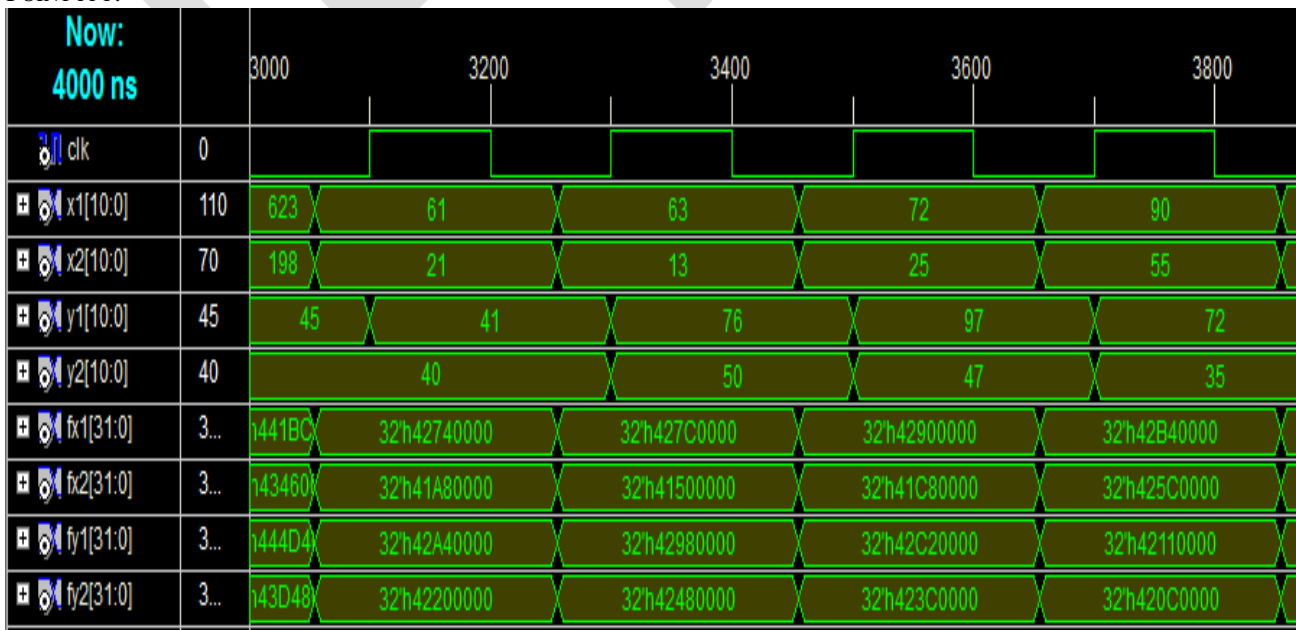 Now:
4000 ns
3000 3200 3400 3600 3800
clk 0
x1[10:0] 110 623 61 63 72 90
x2[10:0] 70 198 21 13 25 55
y1[10:0] 45 45 41 76 97 72
y2[10:0] 40 40 50 47 35
fx1[31:0] 3... h441BC 32'h42740000 32'h427C0000 32'h42900000 32'h42B40000
fx2[31:0] 3... h43460 32'h41A80000 32'h41500000 32'h41C80000 32'h425C0000
fy1[31:0] 3... h444D4 32'h42A40000 32'h42980000 32'h42C20000 32'h42110000
fy2[31:0] 3... h43D48 32'h42200000 32'h42480000 32'h423C0000 32'h420C0000